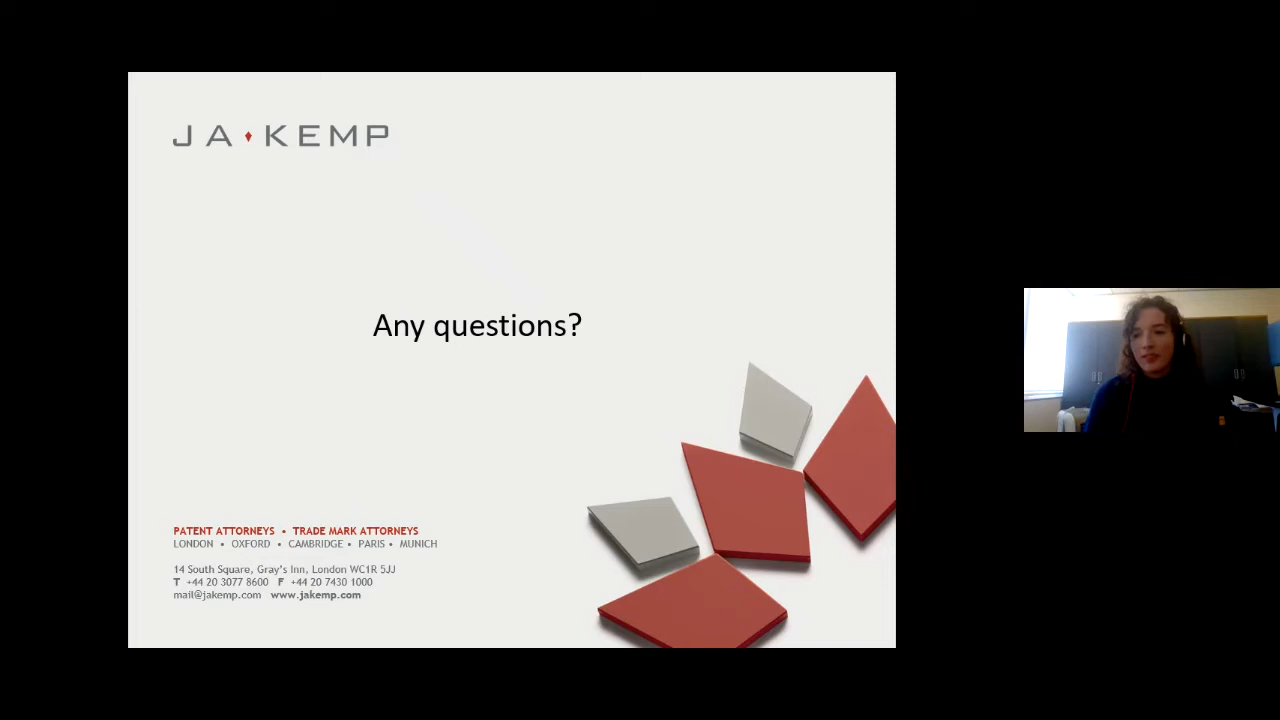 JA KEMP
Any questions?
PATENT ATTORNEYS • TRADE MARK ATTORNEYS
LONDON • OXFORD • CAMBRIDGE • PARIS • MUNICH
14 South Square, Gray's Inn, London WC1R 5JJ
T +44 20 3077 8600 F +44 20 7430 1000
mail@jakemp.com www.jakemp.com